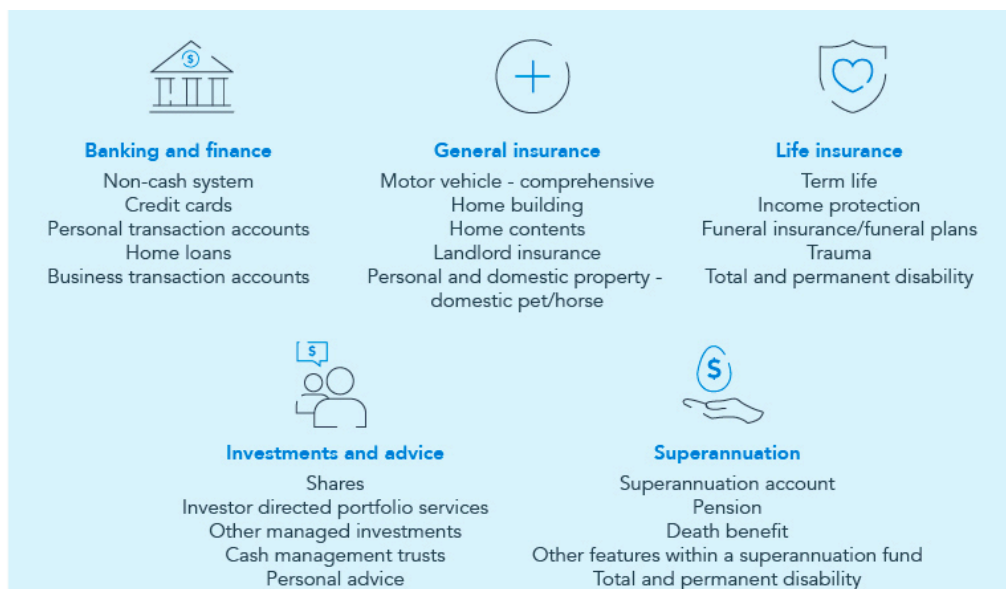 $
Banking and finance
Non-cash system
Credit cards
Personal transaction accounts
Home loans
Business transaction accounts
General insurance
Motor vehicle - comprehensive
Home building
Home contents
Landlord insurance
Personal and domestic property -
domestic pet/horse
Life insurance
Term life
Income protection
Funeral insurance/funeral plans
Trauma
Total and permanent disability
$
Investments and advice
Shares
Investor directed portfolio services
Other managed investments
Cash management trusts
Personal advice
$
Superannuation
Superannuation account
Pension
Death benefit
Other features within a superannuation fund
Total and permanent disability